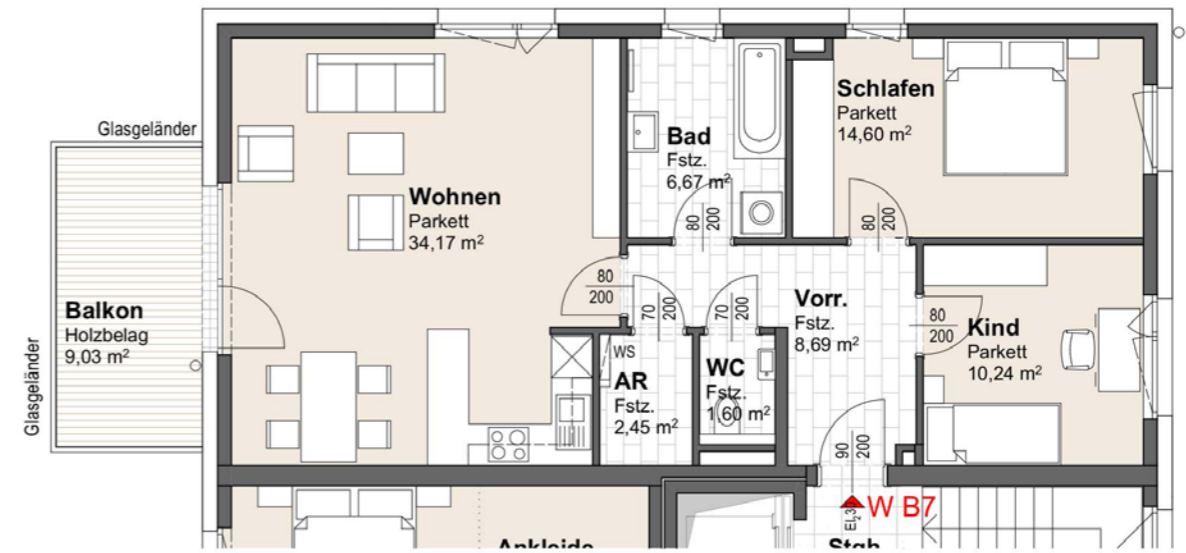 Glasgeländer
Glasgeländer
Balkon
Holzbelag
9,03 m²
Wohnen
Parkett
34,17 m²
80
200
Bad
Fstz.
6,67 m²
80
200
Schlafen
Parkett
14,60 m²
80
200
70
200
70
200
Vorr.
Fstz.
8,69 m²
80
200
Kind
Parkett
10,24 m²
WS
AR
Fstz.
2,45 m²
WC
Fstz.
1,60 m²
90
200
W B7
Ankleide
Stgh.